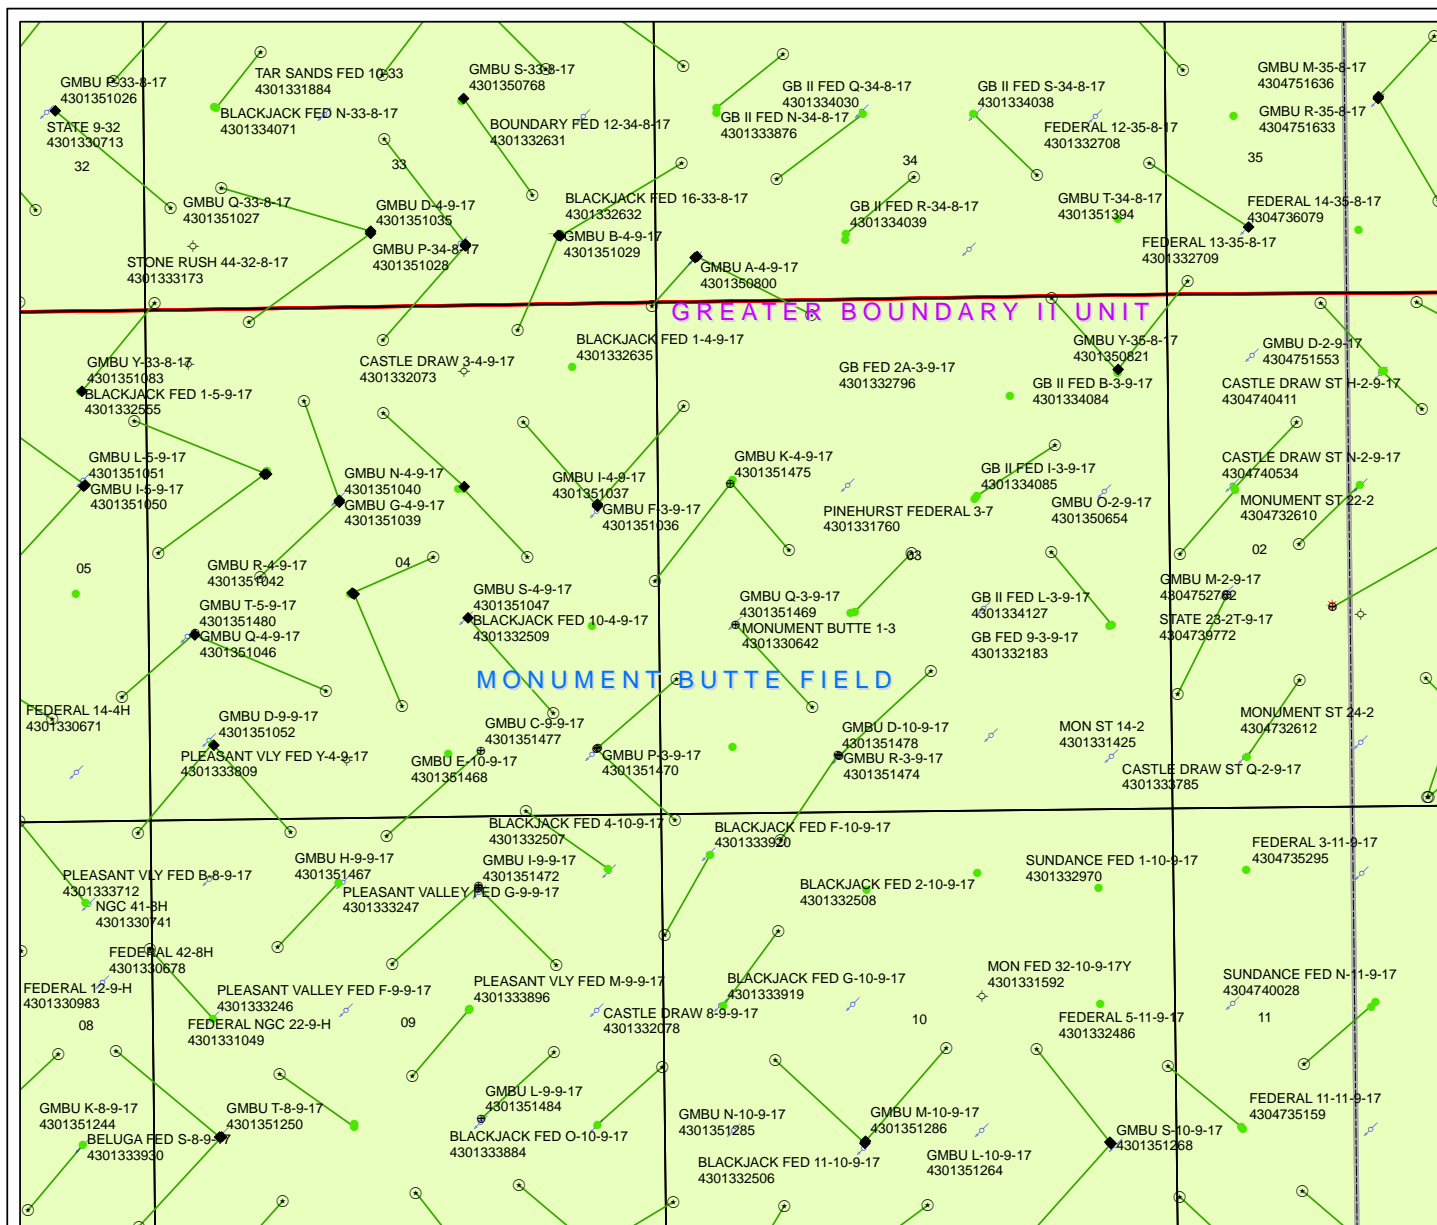 GMBU P-33-8-17
4301351026
STATE 9-32
4301330713
32
TAR SANDS FED 10-33
4301331884
BLACKJACK FED N-33-8-17
4301334071
33
GMBU S-33-8-17
4301350768
BOUNDARY FED 12-34-8-17
4301332631
GB II FED Q-34-8-17
4301334030
GB II FED N-34-8-17
4301333876
34
GB II FED S-34-8-17
4301334038
FEDERAL 12-35-8-17
4301332708
GMBU M-35-8-17
4304751636
GMBU R-35-8-17
4304751633
35
GMBU Q-33-8-17
4301351027
STONE RUSH 44-32-8-17
4301333173
GMBU D-4-9-17
4301351035
GMBU P-34-8-17
4301351028
BLACKJACK FED 16-33-8-17
4301332632
GMBU B-4-9-17
4301351029
GMBU A-4-9-17
4301350800
GB II FED R-34-8-17
4301334039
GMBU T-34-8-17
4301351394
FEDERAL 13-35-8-17
4301332709
FEDERAL 14-35-8-17
4304736079
GREATER BOUNDARY II UNIT
GMBU Y-33-8-17
4301351083
BLACKJACK FED 1-5-9-17
4301332555
CASTLE DRAW 3-4-9-17
4301332073
BLACKJACK FED 1-4-9-17
4301332635
GB FED 2A-3-9-17
4301332796
GMBU Y-35-8-17
4301350821
GB II FED B-3-9-17
4301334084
GMBU D-2-9-17
4304751553
CASTLE DRAW ST H-2-9-17
4304740411
GMBU L-5-9-17
4301351051
GMBU I-5-9-17
4301351050
GMBU N-4-9-17
4301351040
GMBU G-4-9-17
4301351039
GMBU I-4-9-17
4301351037
GMBU F-3-9-17
4301351036
GMBU K-4-9-17
4301351475
PINEHURST FEDERAL 3-7
4301331760
GB II FED I-3-9-17
4301334085
GMBU O-2-9-17
4301350654
CASTLE DRAW ST N-2-9-17
4304740534
MONUMENT ST 22-2
4304732610
05
GMBU R-4-9-17
4301351042
04
03
02
GMBU T-5-9-17
4301351480
GMBU Q-4-9-17
4301351046
GMBU S-4-9-17
4301351047
BLACKJACK FED 10-4-9-17
4301332509
GMBU Q-3-9-17
4301351469
MONUMENT BUTTE 1-3
4301330642
GB II FED L-3-9-17
4301334127
GB FED 9-3-9-17
4301332183
GMBU M-2-9-17
STATE 23-2T-9-17
4304739772
MONUMENT BUTTE FIELD
FEDERAL 14-4H
4301330671
GMBU D-9-9-17
4301351052
PLEASANT VLY FED Y-4-9-17
4301333809
GMBU C-9-9-17
4301351477
GMBU E-10-9-17
4301351468
GMBU P-3-9-17
4301351470
GMBU D-10-9-17
4301351478
GMBU R-3-9-17
4301351474
MON ST 14-2
4301331425
CASTLE DRAW ST Q-2-9-17
4301333785
MONUMENT ST 24-2
4304732612
PLEASANT VLY FED B-8-9-17
4301333712
NGC 41-8H
4301330741
GMBU H-9-9-17
4301351467
PLEASANT VALLEY FED G-9-9-17
4301333247
BLACKJACK FED 4-10-9-17
4301332507
GMBU I-9-9-17
4301351472
BLACKJACK FED F-10-9-17
4301333920
BLACKJACK FED 2-10-9-17
4301332508
SUNDANCE FED 1-10-9-17
4301332970
FEDERAL 3-11-9-17
4304735295
FEDERAL 42-8H
4301330678
FEDERAL 12-9-H
4301330983
08
PLEASANT VALLEY FED F-9-9-17
4301333246
FEDERAL NGC 22-9-H
4301331049
09
PLEASANT VLY FED M-9-9-17
4301333896
CASTLE DRAW 8-9-9-17
4301332078
BLACKJACK FED G-10-9-17
4301333919
10
MON FED 32-10-9-17Y
4301331592
FEDERAL 5-11-9-17
4301332486
SUNDANCE FED N-11-9-17
4304740028
11
GMBU K-8-9-17
4301351244
BELUGA FED S-8-9-17
4301333930
GMBU T-8-9-17
4301351250
GMBU L-9-9-17
4301351484
BLACKJACK FED O-10-9-17
4301333884
GMBU N-10-9-17
4301351285
BLACKJACK FED 11-10-9-17
4301332506
GMBU M-10-9-17
4301351286
GMBU L-10-9-17
4301351264
GMBU S-10-9-17
4301351268
FEDERAL 11-11-9-17
4304735159